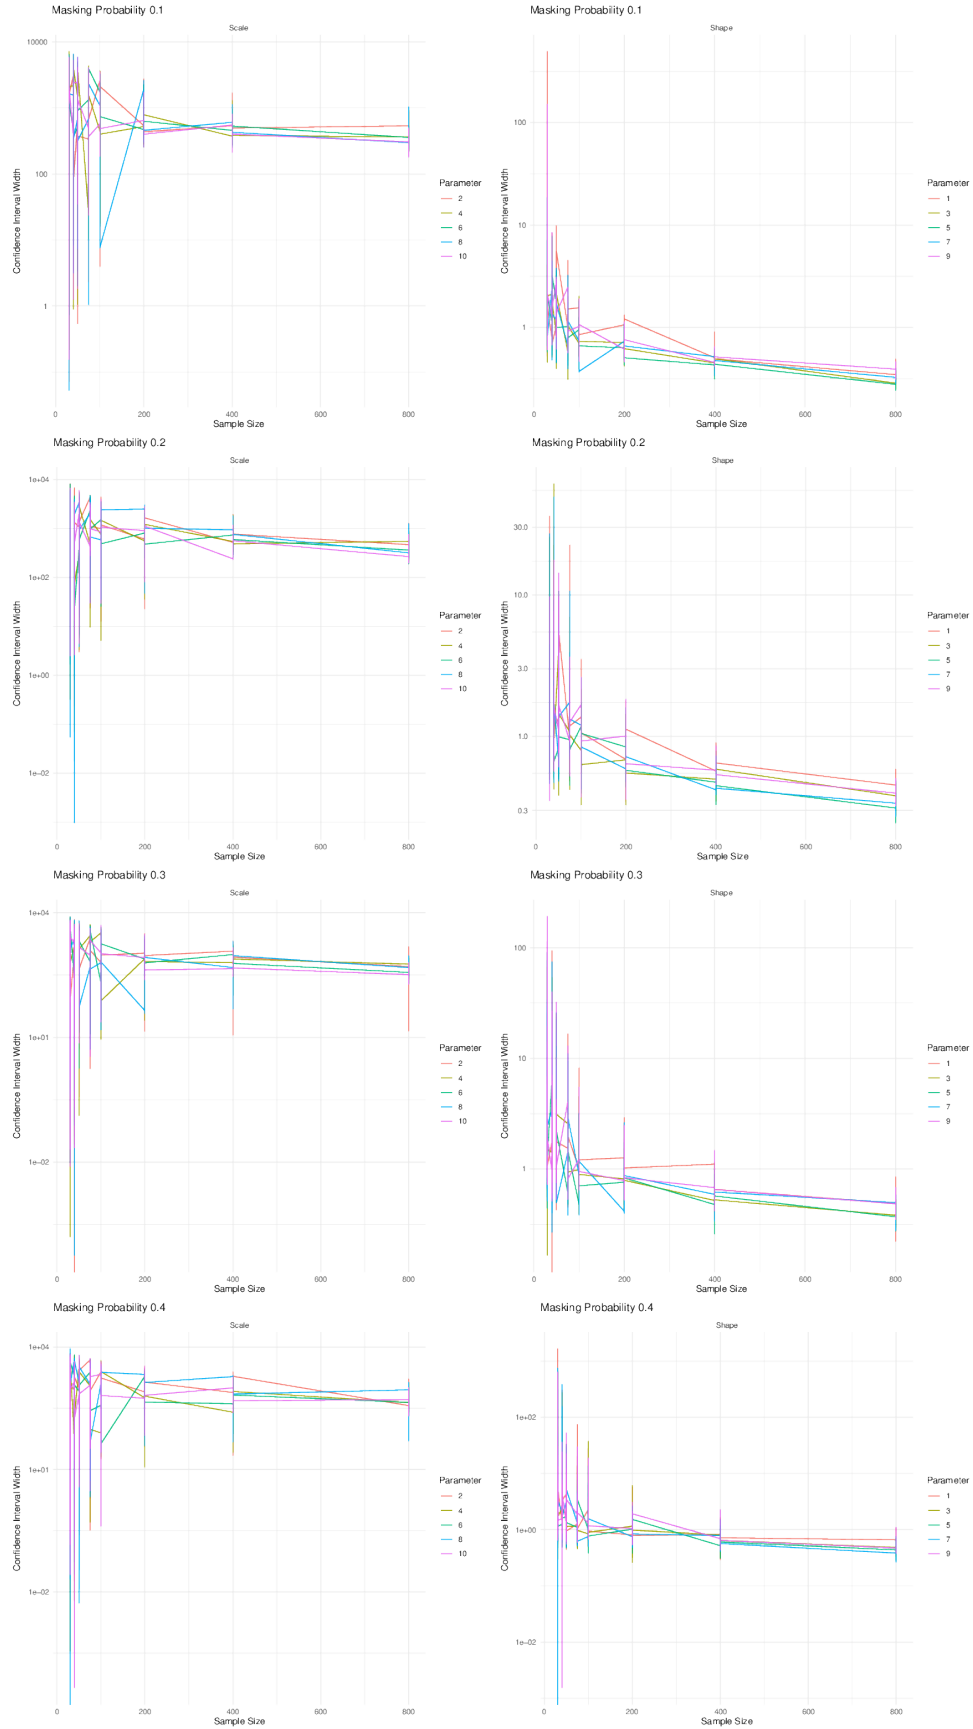 Masking Probability 0.1
Scale
Confidence Interval Width
10000
100
1
0
200
400
600
800
Sample Size
Parameter
2
4
6
8
10
Masking Probability 0.1
Shape
Confidence Interval Width
100
10
1
0
200
400
600
800
Sample Size
Parameter
1
3
5
7
9
Masking Probability 0.2
Scale
Confidence Interval Width
1e+04
1e+02
1e+00
1e-02
0
200
400
600
800
Sample Size
Parameter
2
4
6
8
10
Masking Probability 0.2
Shape
Confidence Interval Width
30.0
10.0
3.0
1.0
0.3
0
200
400
600
800
Sample Size
Parameter
1
3
5
7
9
Masking Probability 0.3
Scale
Confidence Interval Width
1e+04
1e+01
1e-02
0
200
400
600
800
Sample Size
Parameter
2
4
6
8
10
Masking Probability 0.3
Shape
Confidence Interval Width
100
10
1
0
200
400
600
800
Sample Size
Parameter
1
3
5
7
9
Masking Probability 0.4
Scale
Confidence Interval Width
1e+04
1e+01
1e-02
0
200
400
600
800
Sample Size
Parameter
2
4
6
8
10
Masking Probability 0.4
Shape
Confidence Interval Width
1e+02
1e+00
1e-02
0
200
400
600
800
Sample Size
Parameter
1
3
5
7
9